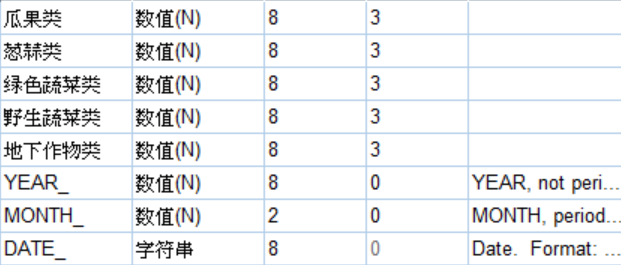 瓜果类 数值(N) 8 3
葱蒜类 数值(N) 8 3
绿色蔬菜类 数值(N) 8 3
野生蔬菜类 数值(N) 8 3
地下作物类 数值(N) 8 3
YEAR_ 数值(N) 8 0 YEAR, not peri...
MONTH_ 数值(N) 2 0 MONTH, period...
DATE_ 字符串 8 0 Date. Format: ...